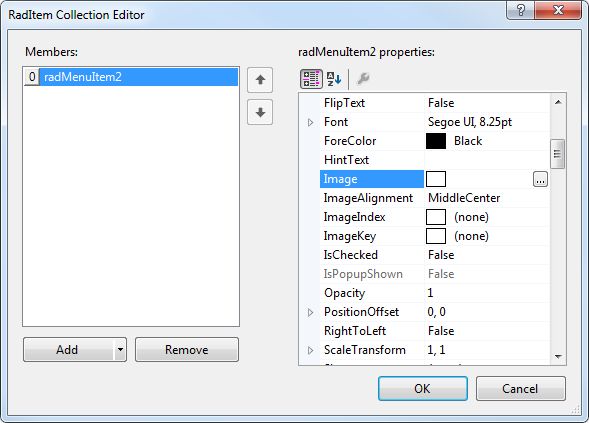 RadItem Collection Editor
Members:
radMenuItem2 properties:
0 radMenuItem2
FlipText False
Font Segoe UI, 8.25pt
ForeColor Black
HintText
Image ...
ImageAlignment MiddleCenter
ImageIndex (none)
ImageKey (none)
IsChecked False
IsPopupShown False
Opacity 1
PositionOffset 0, 0
RightToLeft False
ScaleTransform 1, 1
Add
Remove
OK
Cancel